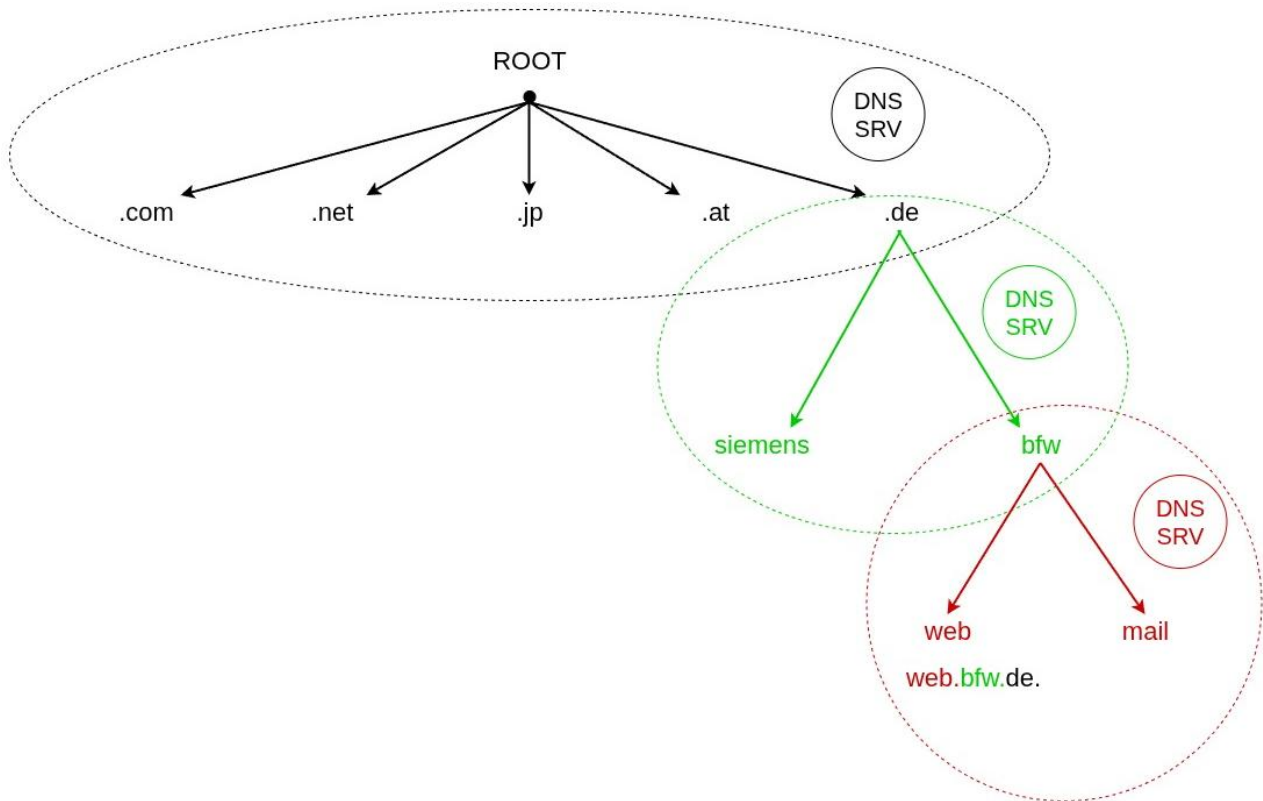 ROOT
DNS
SRV
.com
.net
.jp
.at
.de
DNS
SRV
siemens
bfw
DNS
SRV
web
mail
web.bfw.de.